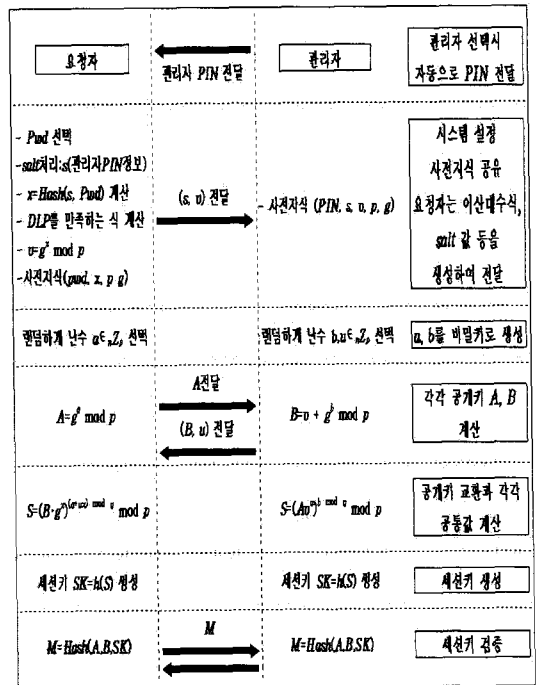 요청자
관리자 PIN 전달
관리자
관리자 선택시
자동으로 PIN 전달
- Pwd 선택
-salt처리:s(관리자PIN정보)
- x=Hash(s, Pwd) 계산
- DLP를 만족하는 식 계산
- v=g^x mod p
-사전지식(pwd, x, p g)
(s, v) 전달
- 사전지식 (PIN, s, v, p, g)
시스템 설정
사전지식 공유
요청자는 이산대수식,
salt 값 등을
생성하여 전달
랜덤하게 난수 a∈ᵣZₚ 선택
랜덤하게 난수 b,u∈ᵣZₚ 선택
a, b를 비밀키로 생성
A=g^a mod p
A전달
(B, u) 전달
B=v + g^b mod p
각각 공개키 A, B
계산
S=(B-g^x)^(a+ux) mod p
S=(Av^u)^b mod p
공개키 교환과 각각
공통값 계산
세션키 SK=h(S) 생성
세션키 SK=h(S) 생성
세션키 생성
M=Hash(A,B,SK)
M
M=Hash(A,B,SK)
세션키 검증